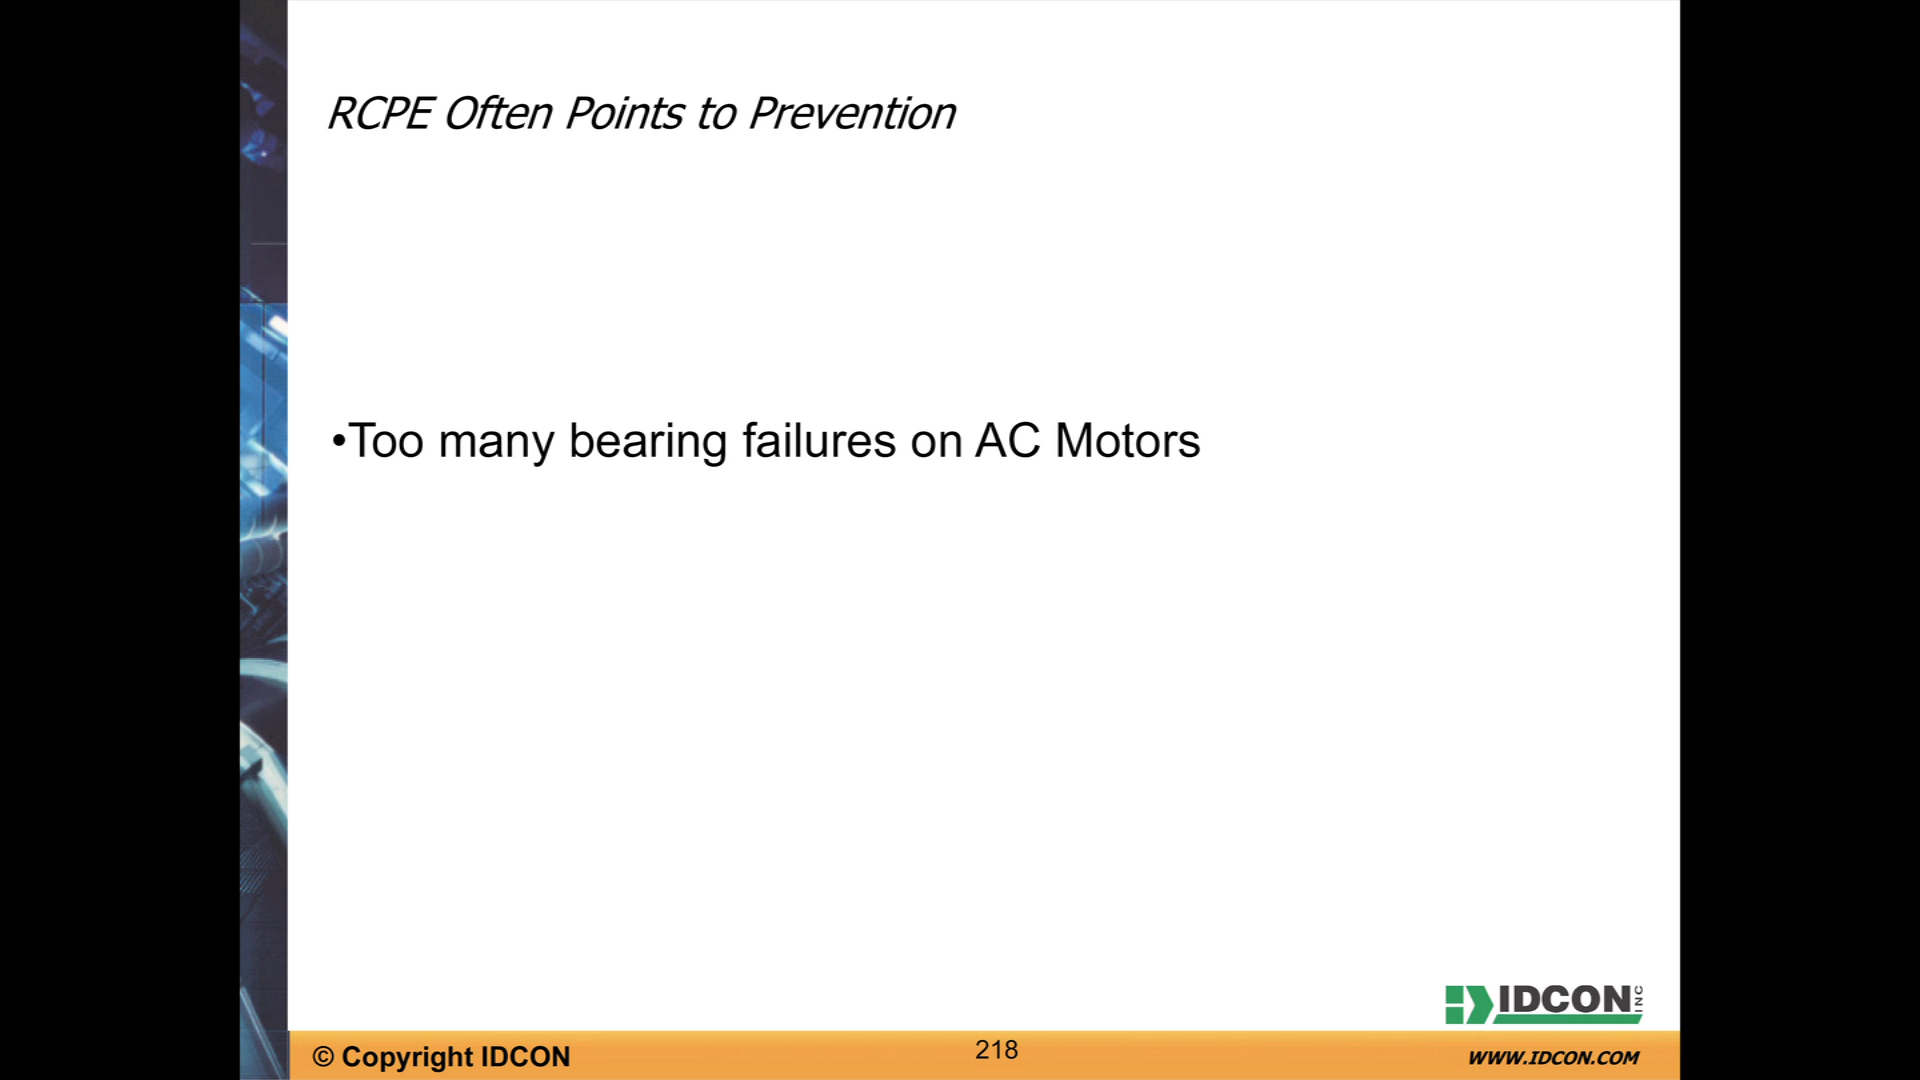 RCPE Often Points to Prevention
•Too many bearing failures on AC Motors
IDCON INC
© Copyright IDCON
218
WWW.IDCON.COM